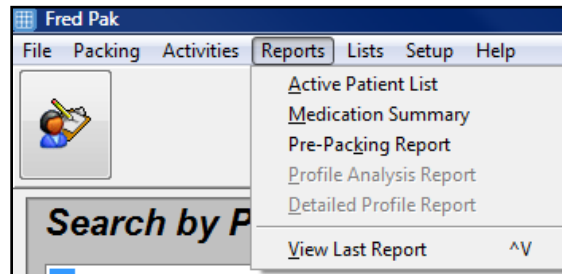 Fred Pak
File Packing Activities Reports Lists Setup Help
Active Patient List
Medication Summary
Pre-Packing Report
Profile Analysis Report
Detailed Profile Report
View Last Report ^V
Search by P